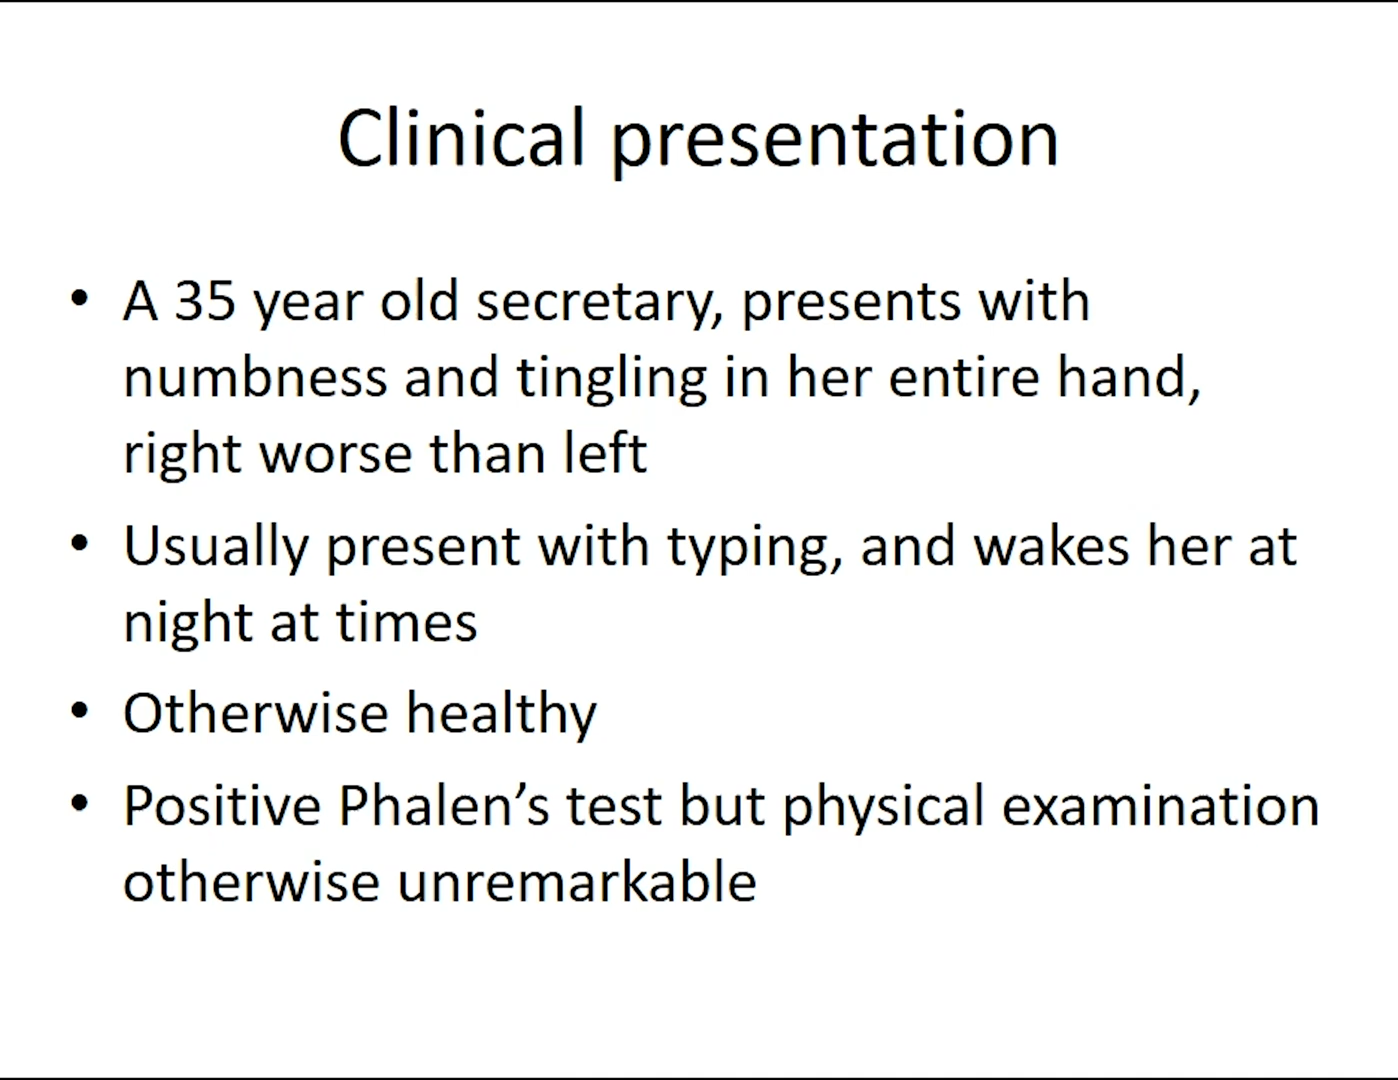 Clinical presentation
• A 35 year old secretary, presents with
numbness and tingling in her entire hand,
right worse than left
• Usually present with typing, and wakes her at
night at times
• Otherwise healthy
• Positive Phalen’s test but physical examination
otherwise unremarkable